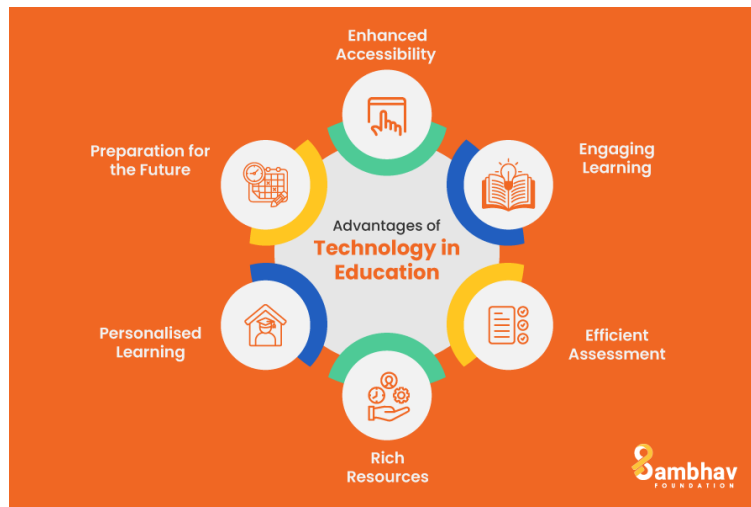 Enhanced
Accessibility
Engaging
Learning
Efficient
Assessment
Rich
Resources
Personalised
Learning
Preparation for
the Future
Advantages of
Technology in
Education
Sambhav
FOUNDATION